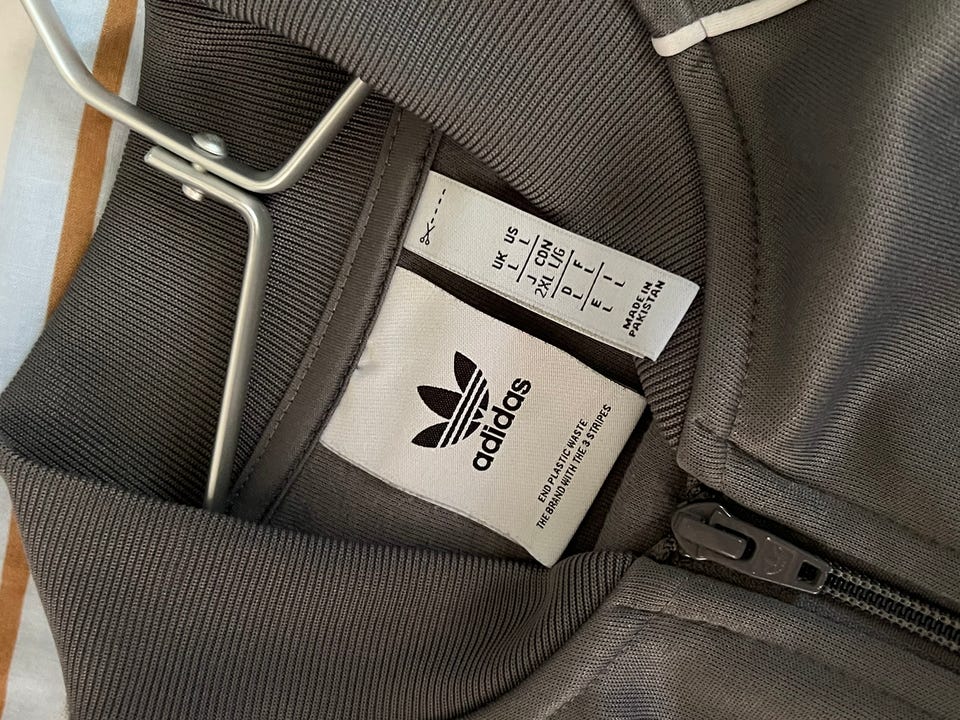 UK US
L L
J CDN
2XL L/G
D F
L L
E I
L L
MADE IN
PAKISTAN
adidas
END PLASTIC WASTE
THE BRAND WITH THE 3 STRIPES